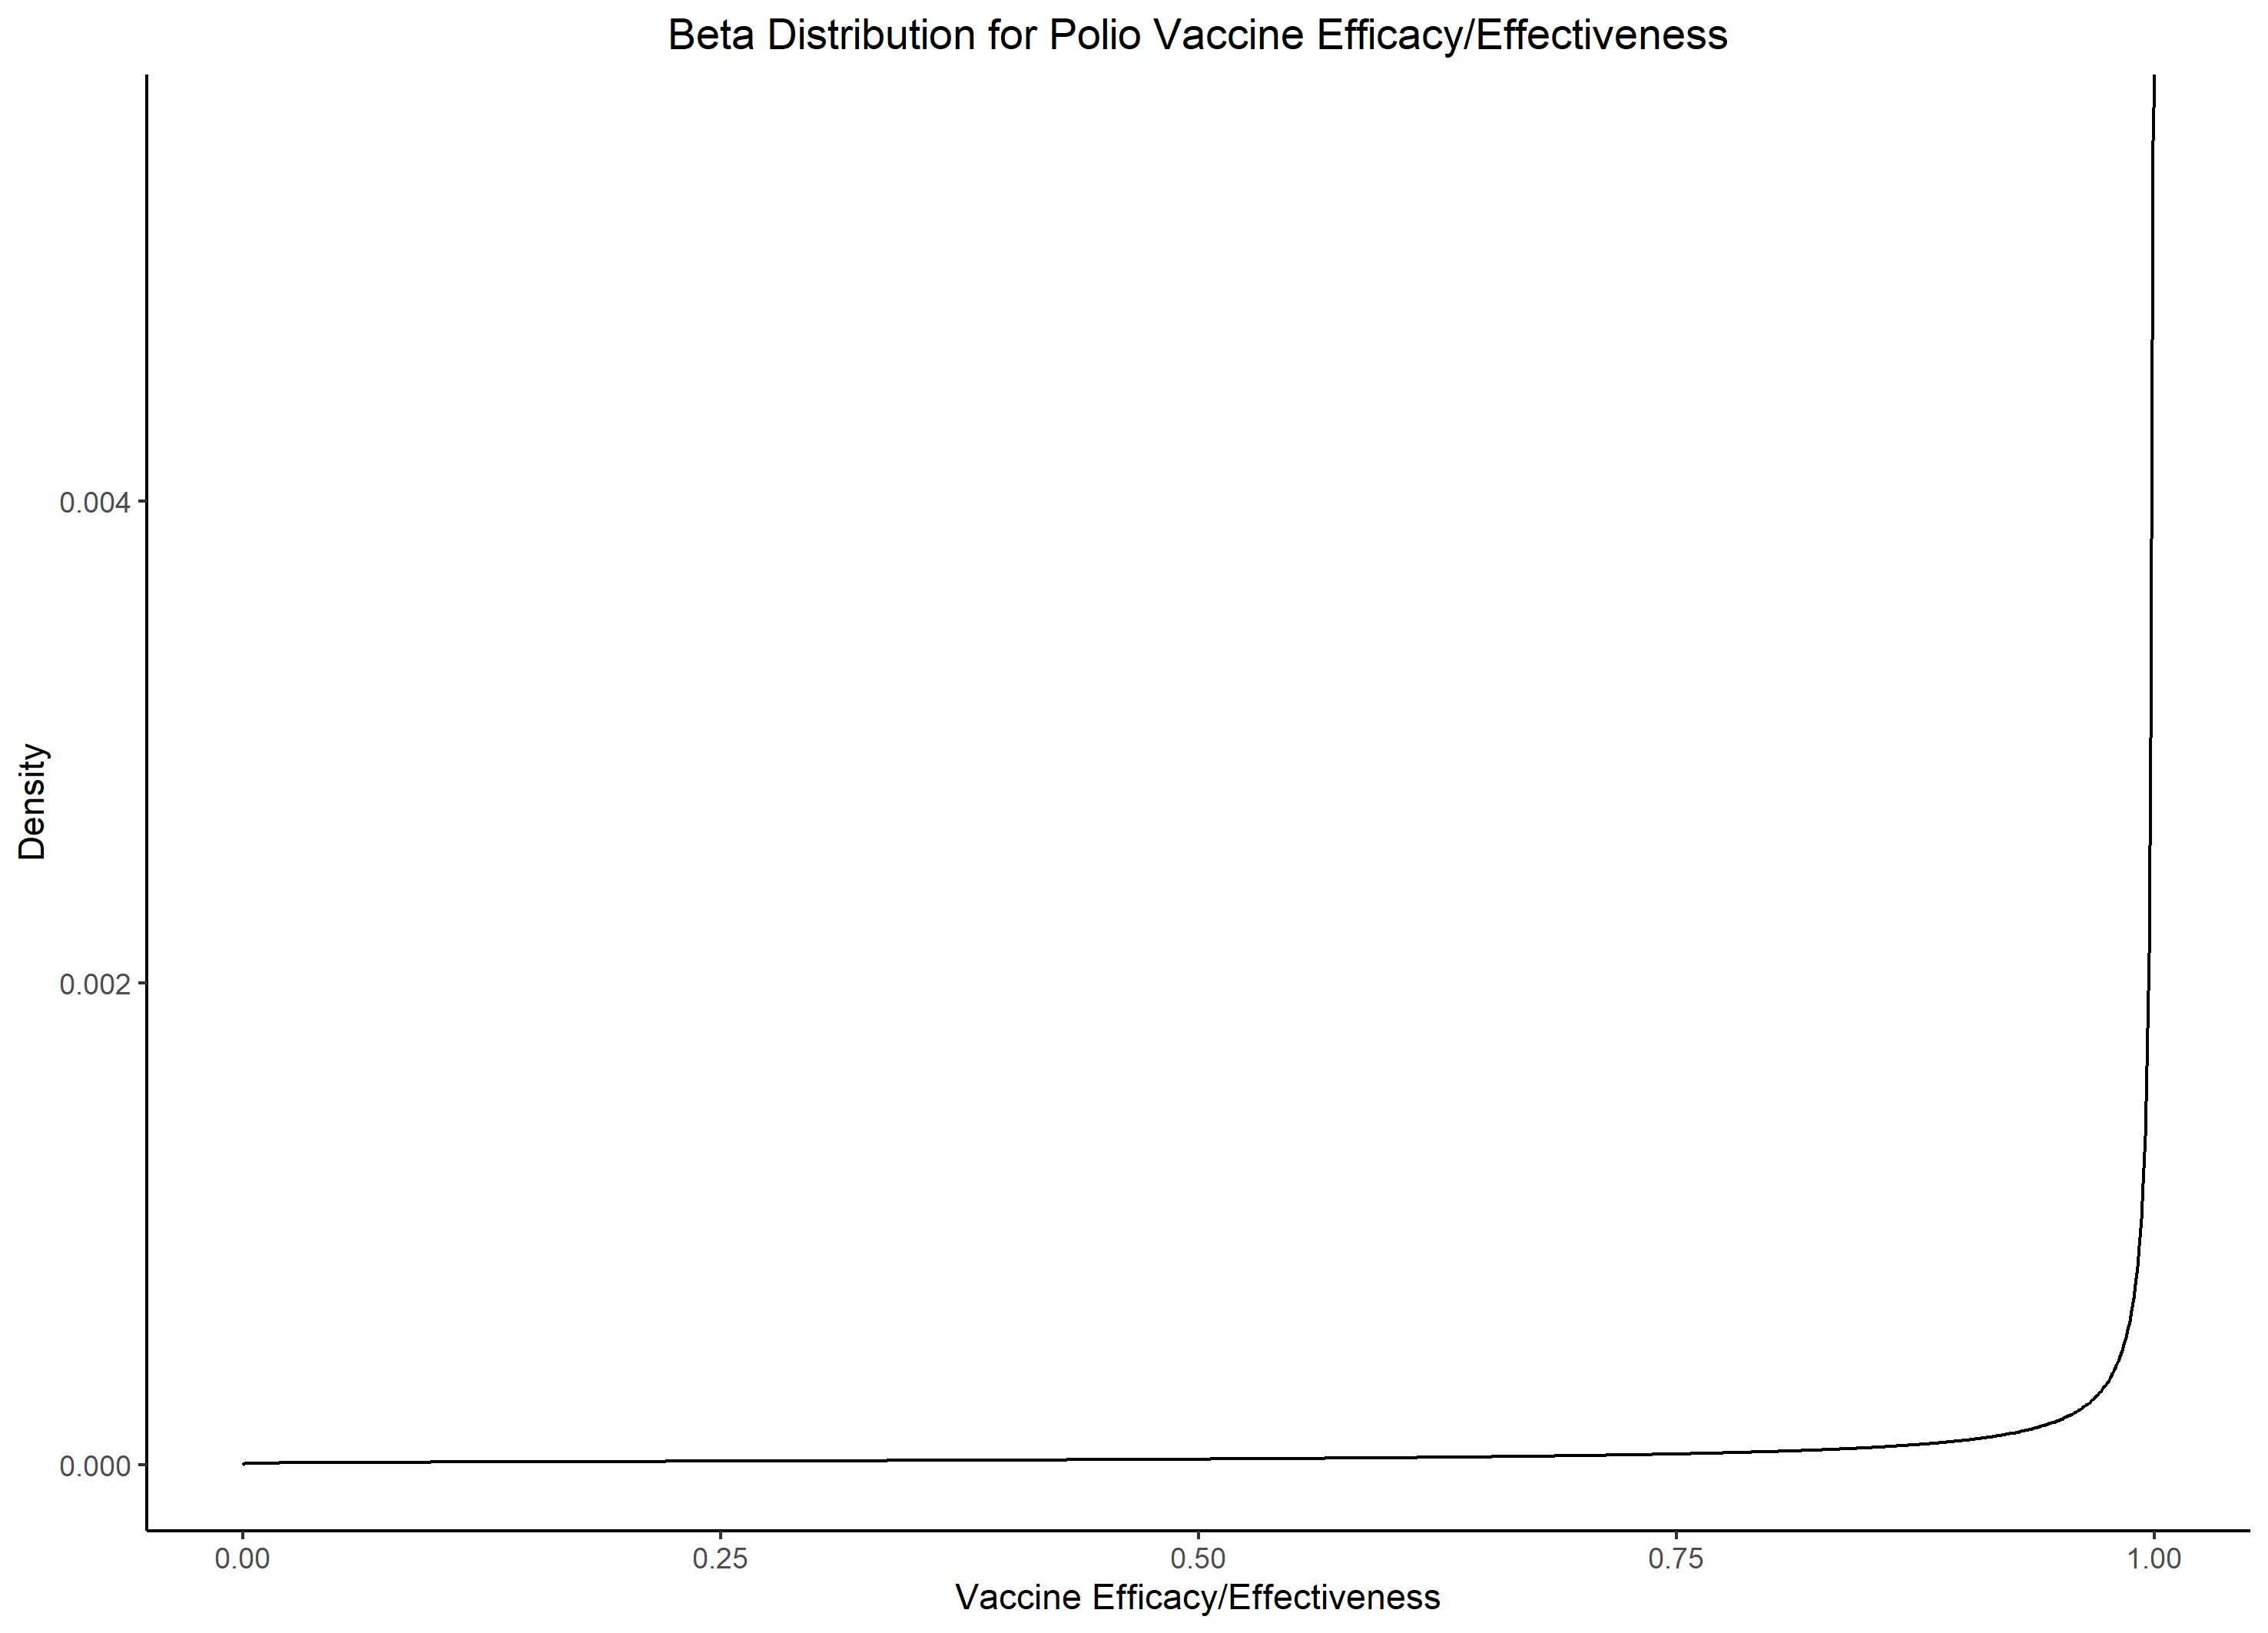 Beta Distribution for Polio Vaccine Efficacy/Effectiveness
Density
0.004
0.002
0.000
0.00 0.25 0.50 0.75 1.00
Vaccine Efficacy/Effectiveness